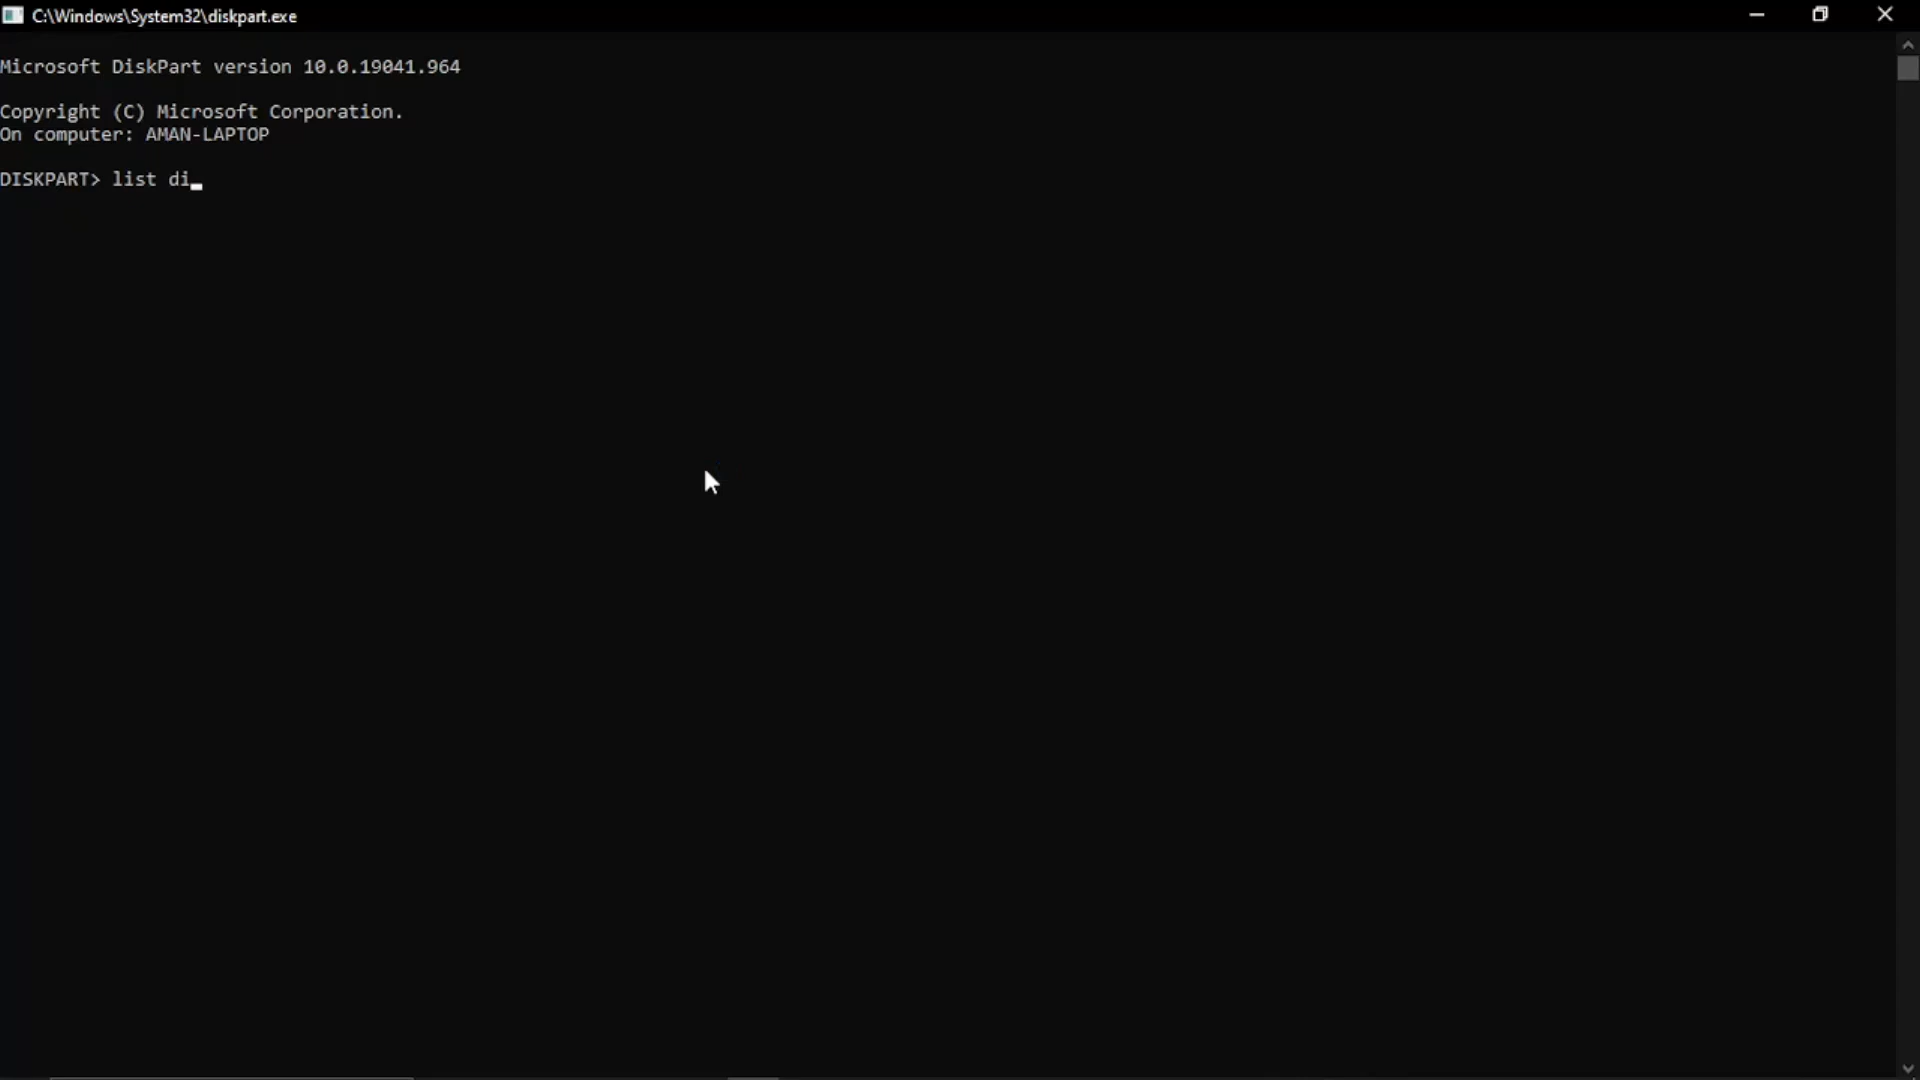 C:\Windows\System32\diskpart.exe
Microsoft DiskPart version 10.0.19041.964
Copyright (C) Microsoft Corporation.
On computer: AMAN-LAPTOP
DISKPART> list di